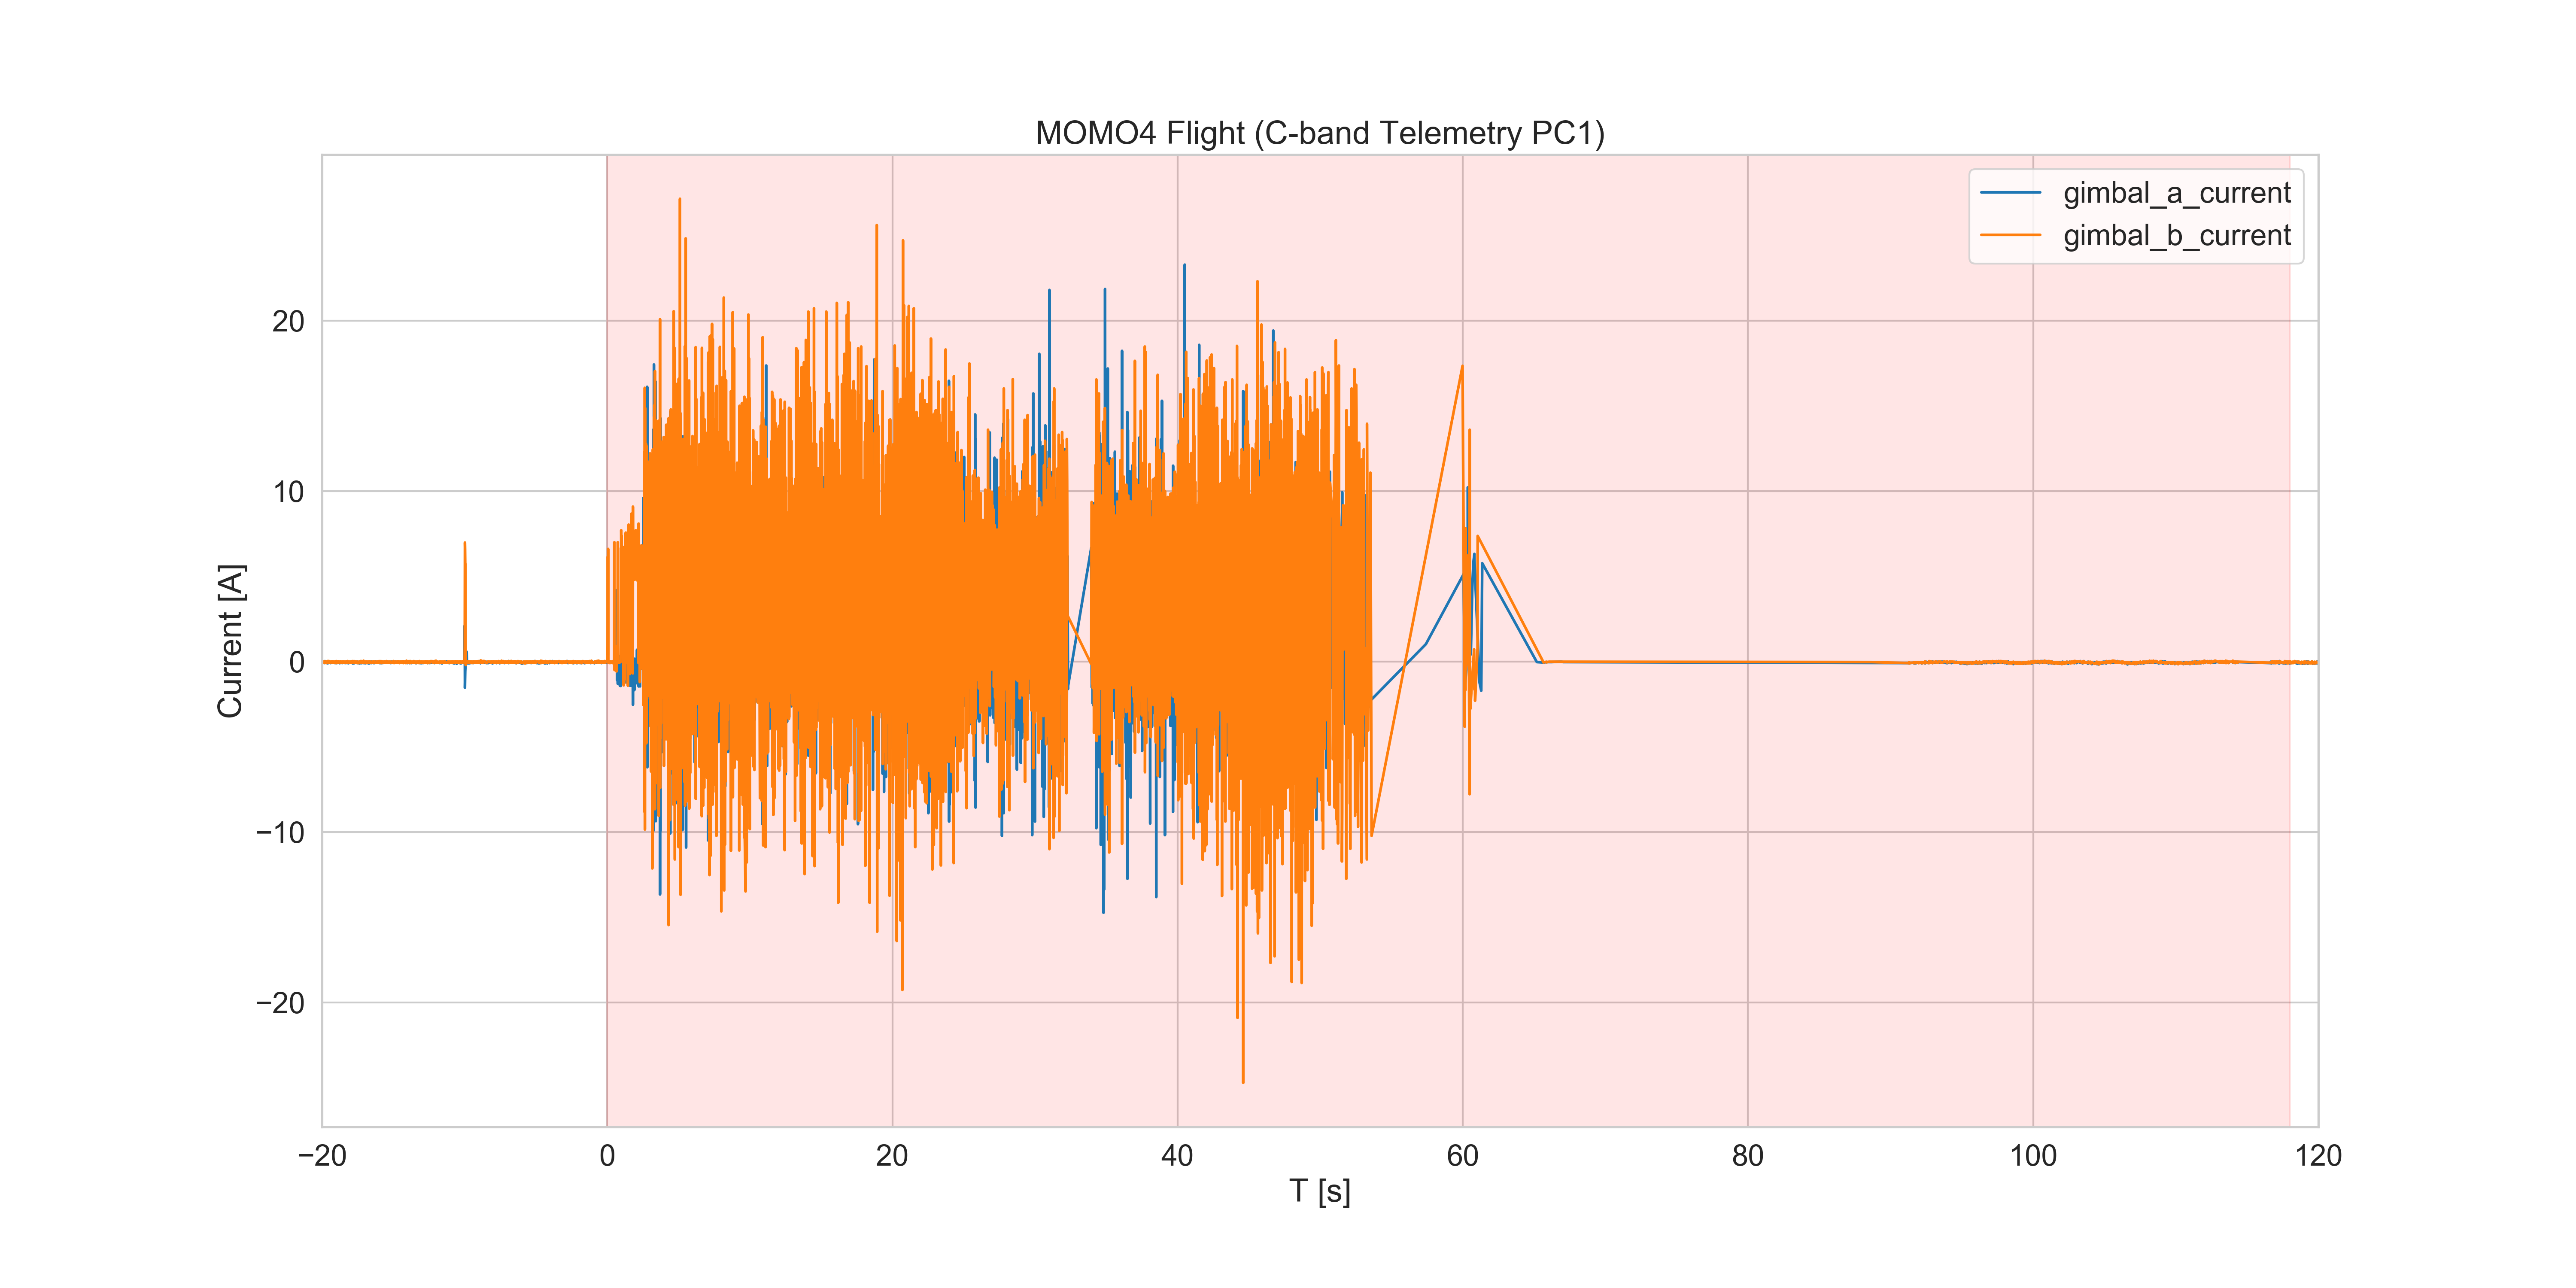 MOMO4 Flight (C-band Telemetry PC1)
gimbal_a_current
gimbal_b_current
Current [A]
20
10
0
−10
−20
−20 0 20 40 60 80 100 120
T [s]